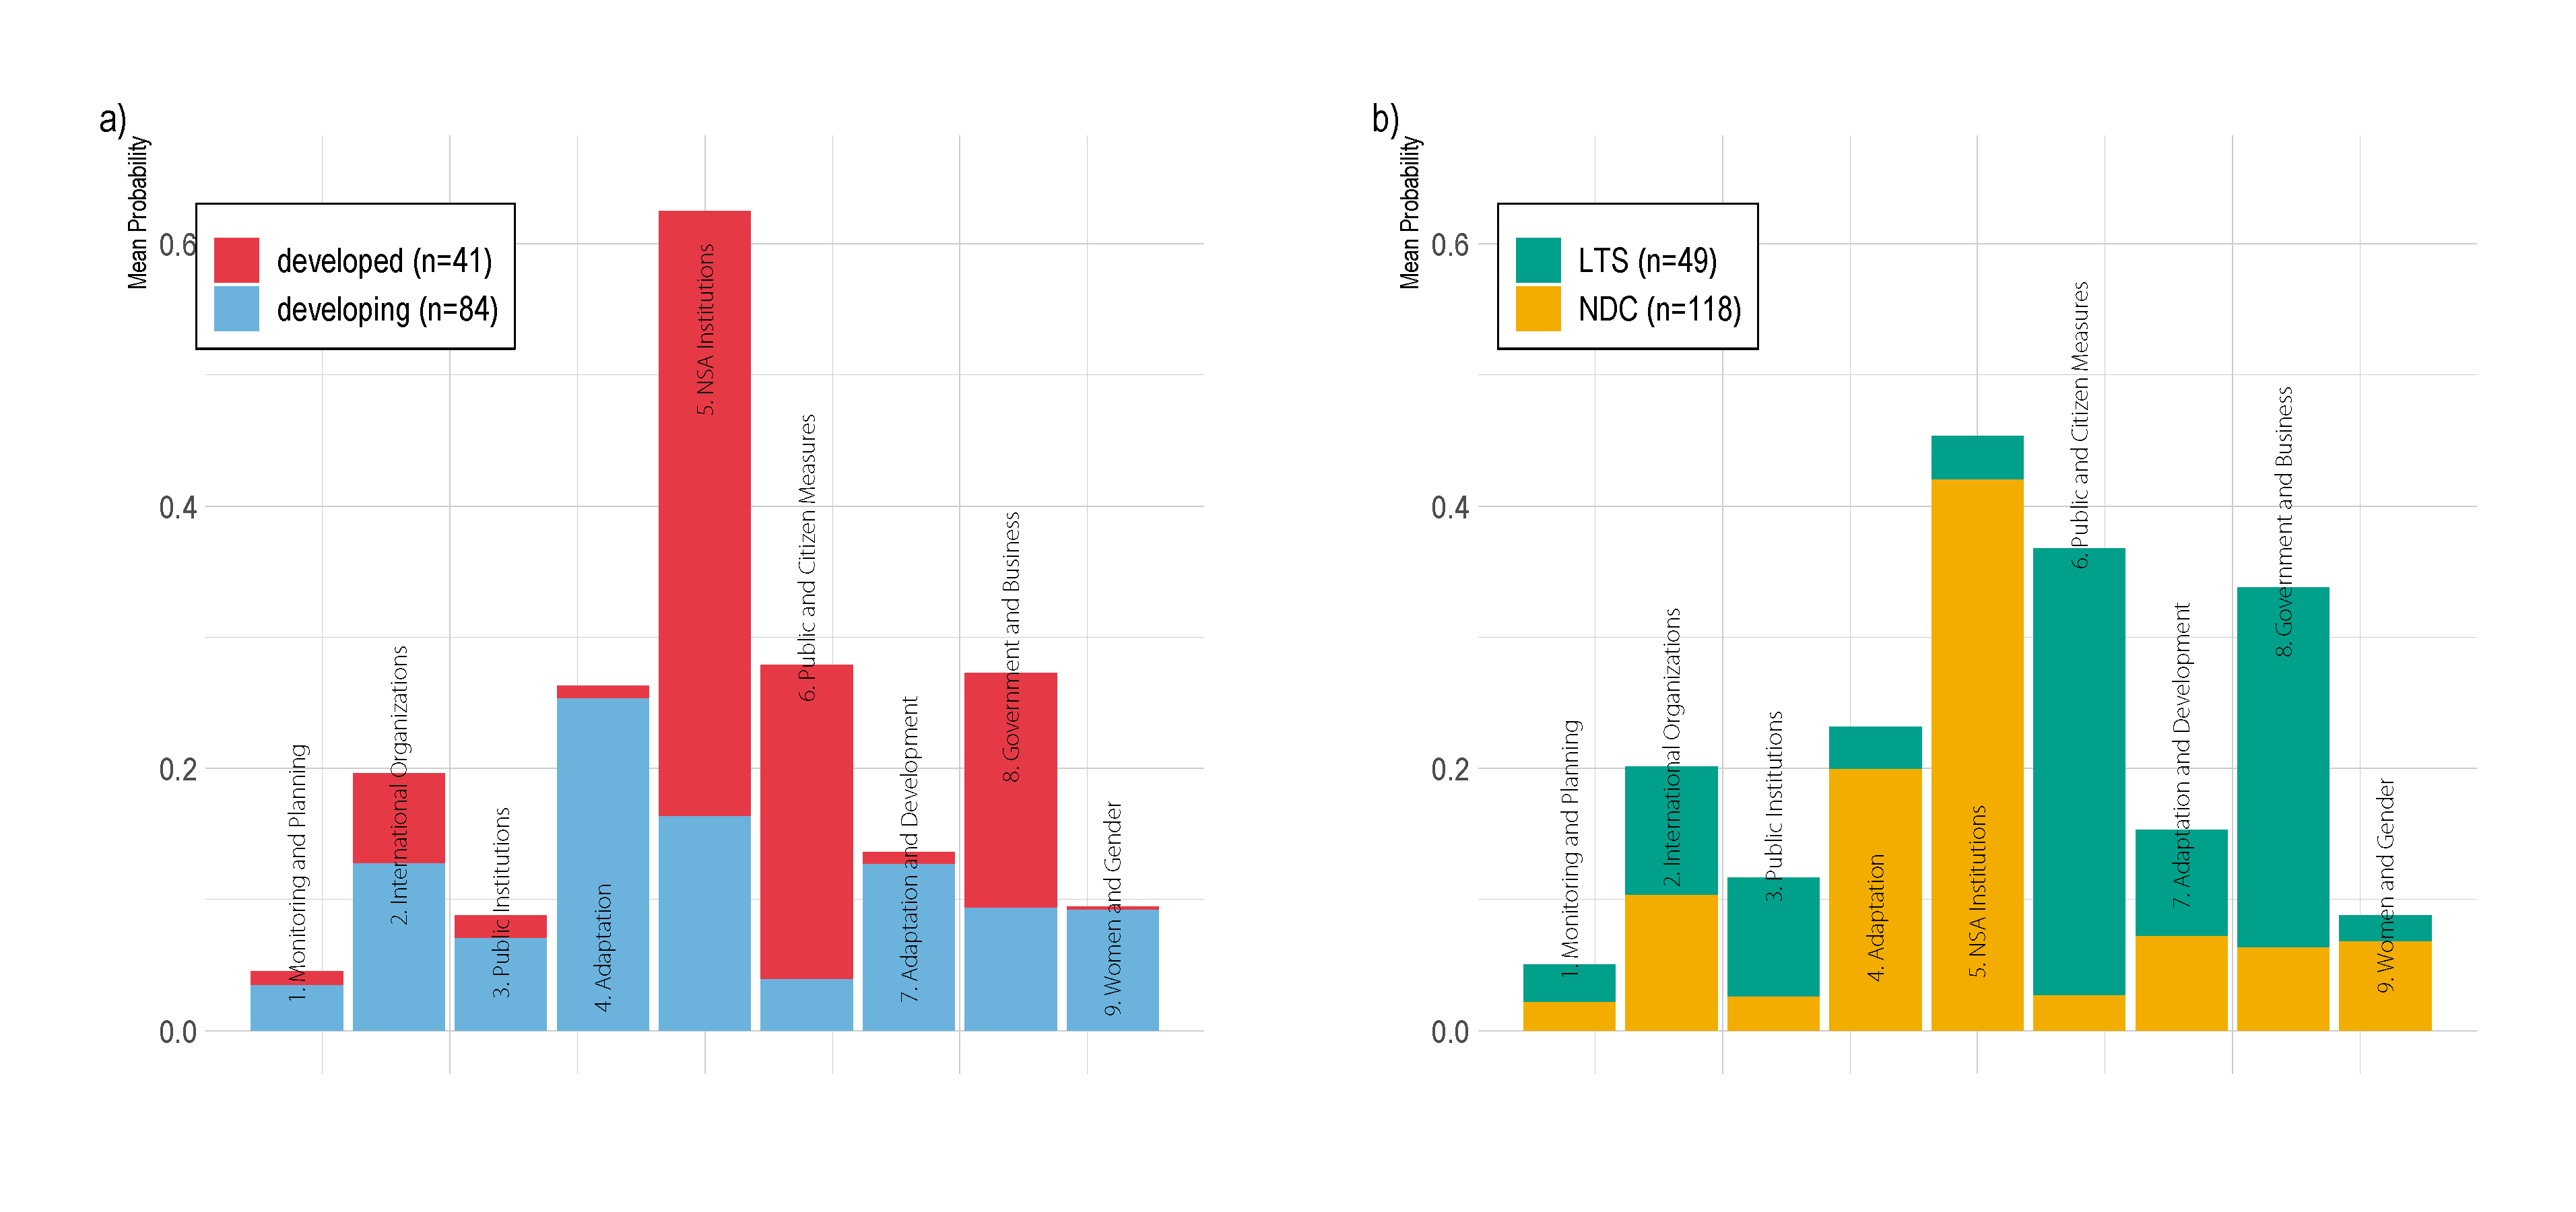 a)
Mean Probability
0.6
0.4
0.2
0.0
developed (n=41)
developing (n=84)
1. Monitoring and Planning
2. International Organizations
3. Public Institutions
4. Adaptation
5. NSA Institutions
6. Public and Citizen Measures
7. Adaptation and Development
8. Government and Business
9. Women and Gender
b)
Mean Probability
0.6
0.4
0.2
0.0
LTS (n=49)
NDC (n=118)
1. Monitoring and Planning
2. International Organizations
3. Public Institutions
4. Adaptation
5. NSA Institutions
6. Public and Citizen Measures
7. Adaptation and Development
8. Government and Business
9. Women and Gender